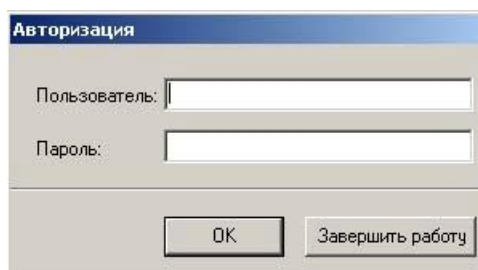 Авторизация
Пользователь:
Пароль:
OK Завершить работу